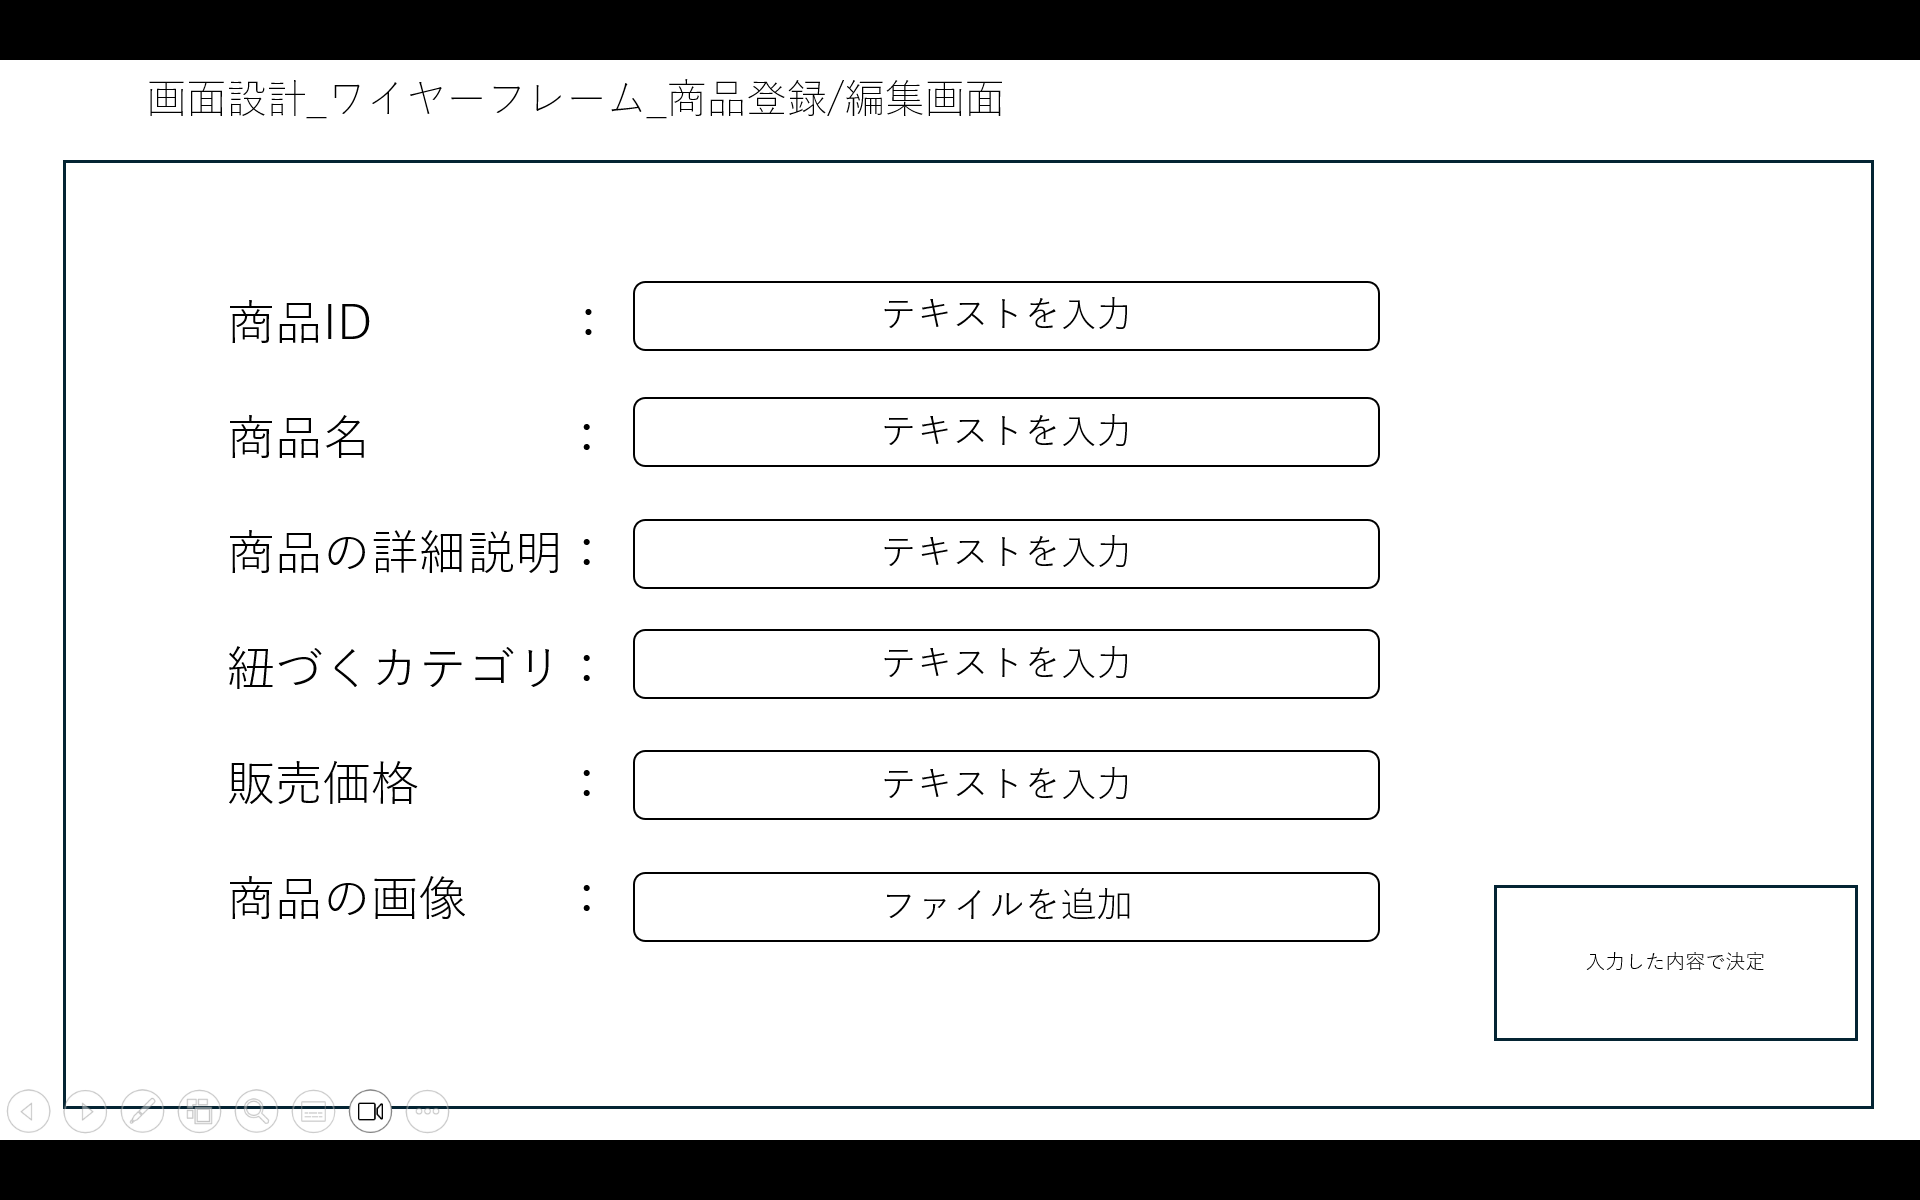 画面設計_ワイヤーフレーム_商品登録/編集画面
商品ID : テキストを入力
商品名 : テキストを入力
商品の詳細説明 : テキストを入力
紐づくカテゴリ : テキストを入力
販売価格 : テキストを入力
商品の画像 : ファイルを追加
入力した内容で決定